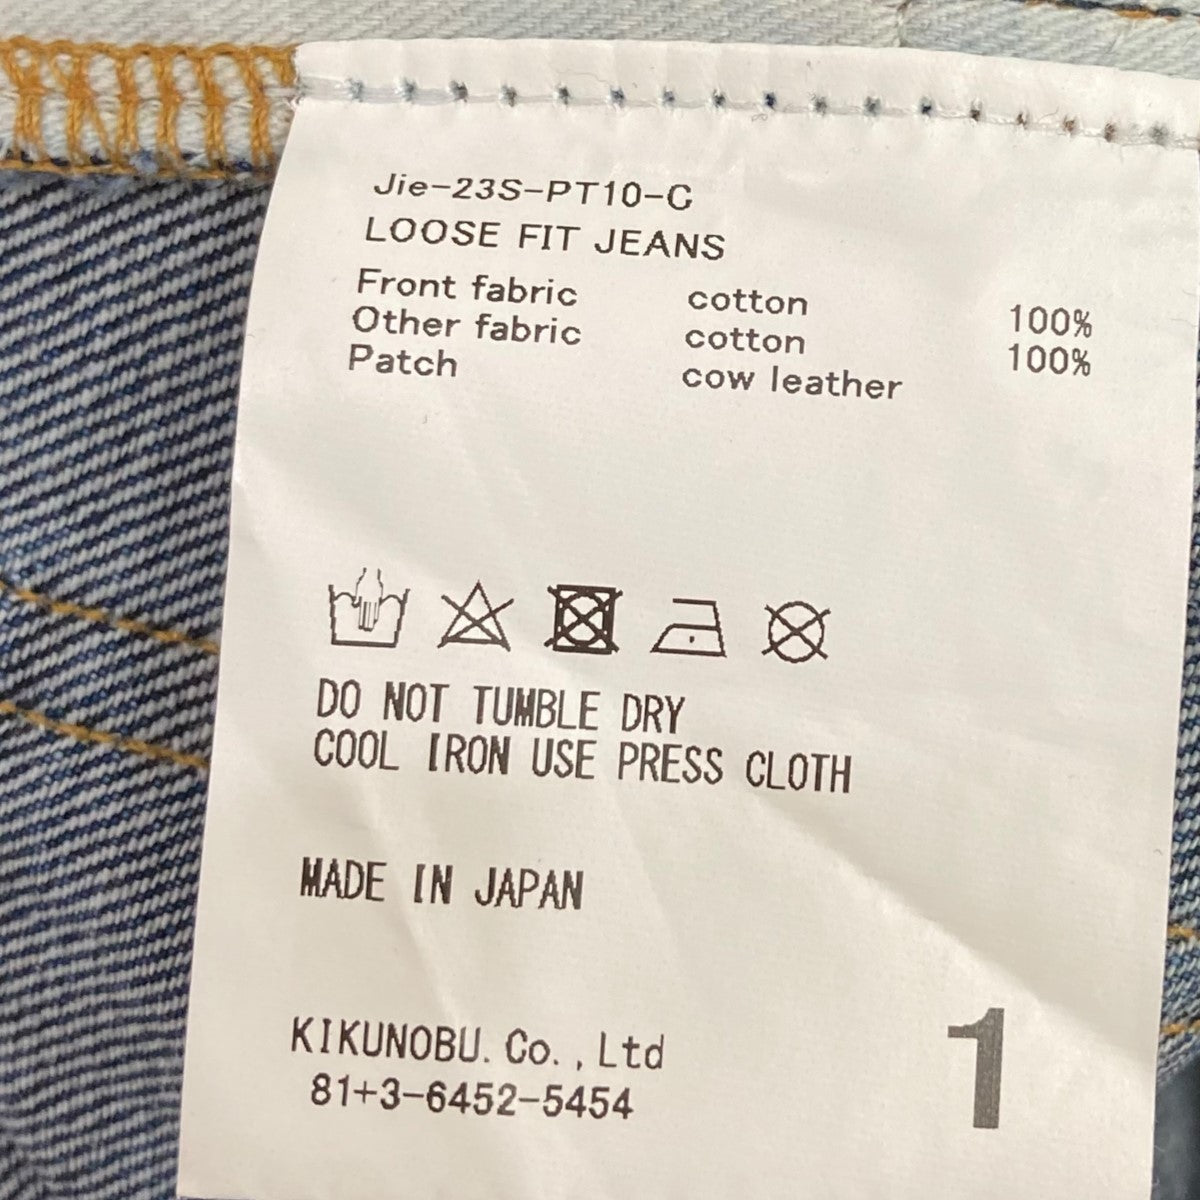 Jie-23S-PT10-C
LOOSE FIT JEANS
Front fabric cotton 100%
Other fabric cotton 100%
Patch cow leather
DO NOT TUMBLE DRY
COOL IRON USE PRESS CLOTH
MADE IN JAPAN
KIKUNOBU. Co., Ltd
81+3-6452-5454
1